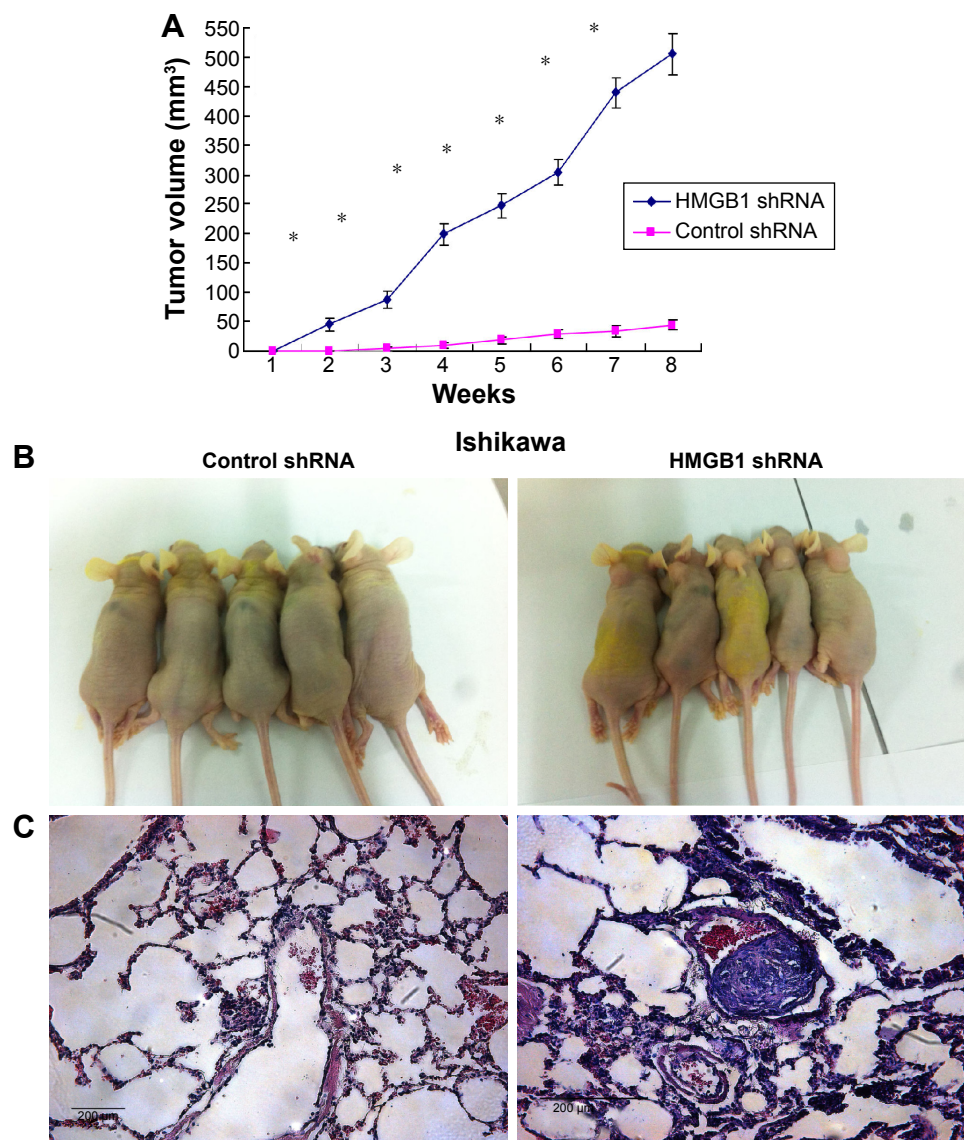 A
Tumor volume (mm³)
550
500
450
400
350
300
250
200
150
100
50
0
* * * * * * *
HMGB1 shRNA
Control shRNA
1 2 3 4 5 6 7 8
Weeks
Ishikawa
B
Control shRNA HMGB1 shRNA
C
200 µm 200 µm